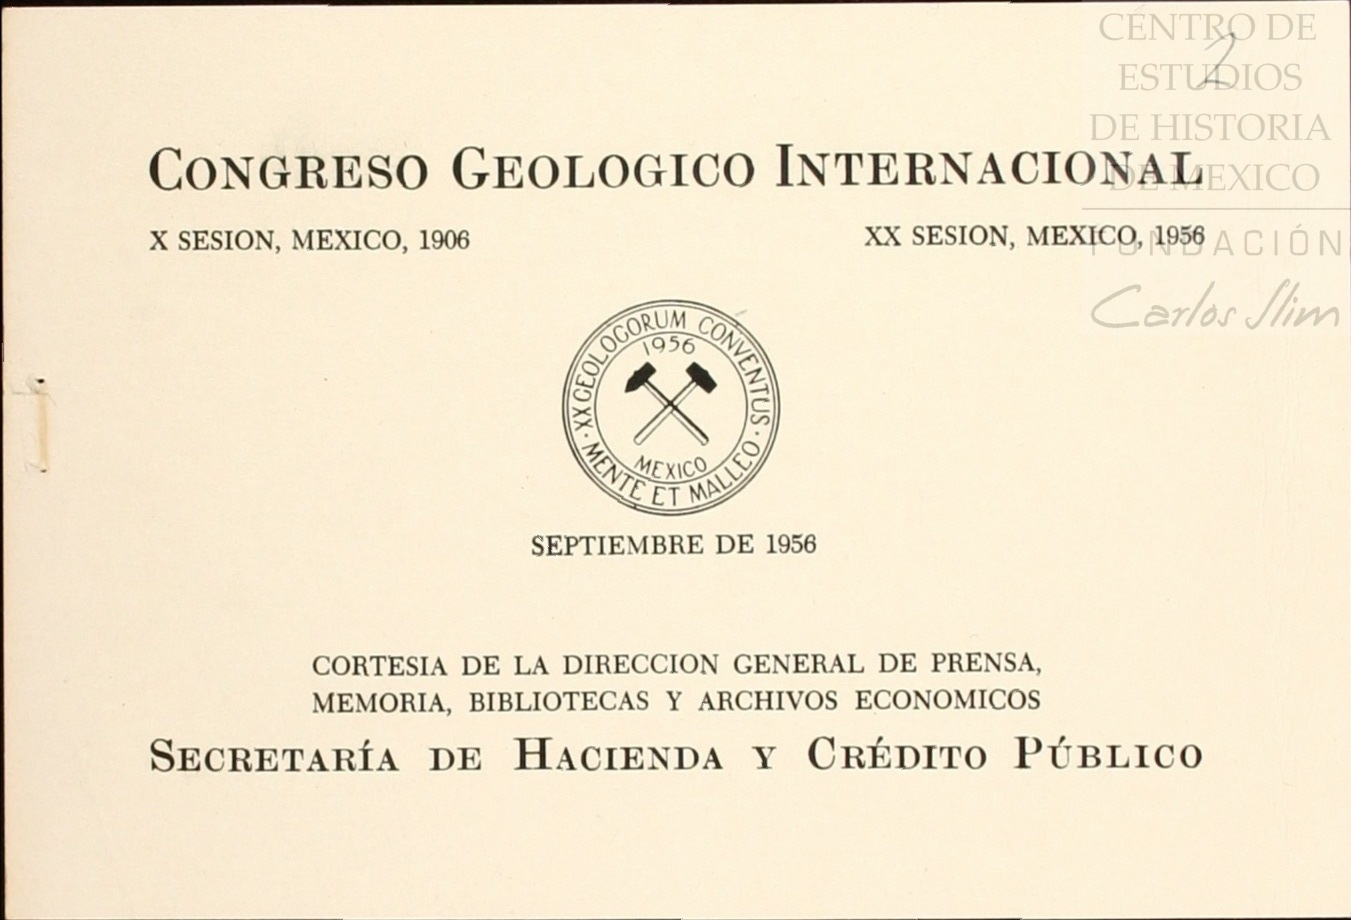 CENTRO DE
ESTUDIOS
DE HISTORIA
DE MEXICO
FUNDACIÓN
Carlos Slim
2
CONGRESO GEOLOGICO INTERNACIONAL
X SESION, MEXICO, 1906
XX SESION, MEXICO, 1956
XX GEOLOGORUM CONVENTUS
1956
MEXICO
MENTE ET MALLEO
SEPTIEMBRE DE 1956
CORTESIA DE LA DIRECCION GENERAL DE PRENSA,
MEMORIA, BIBLIOTECAS Y ARCHIVOS ECONOMICOS
SECRETARÍA DE HACIENDA Y CRÉDITO PÚBLICO